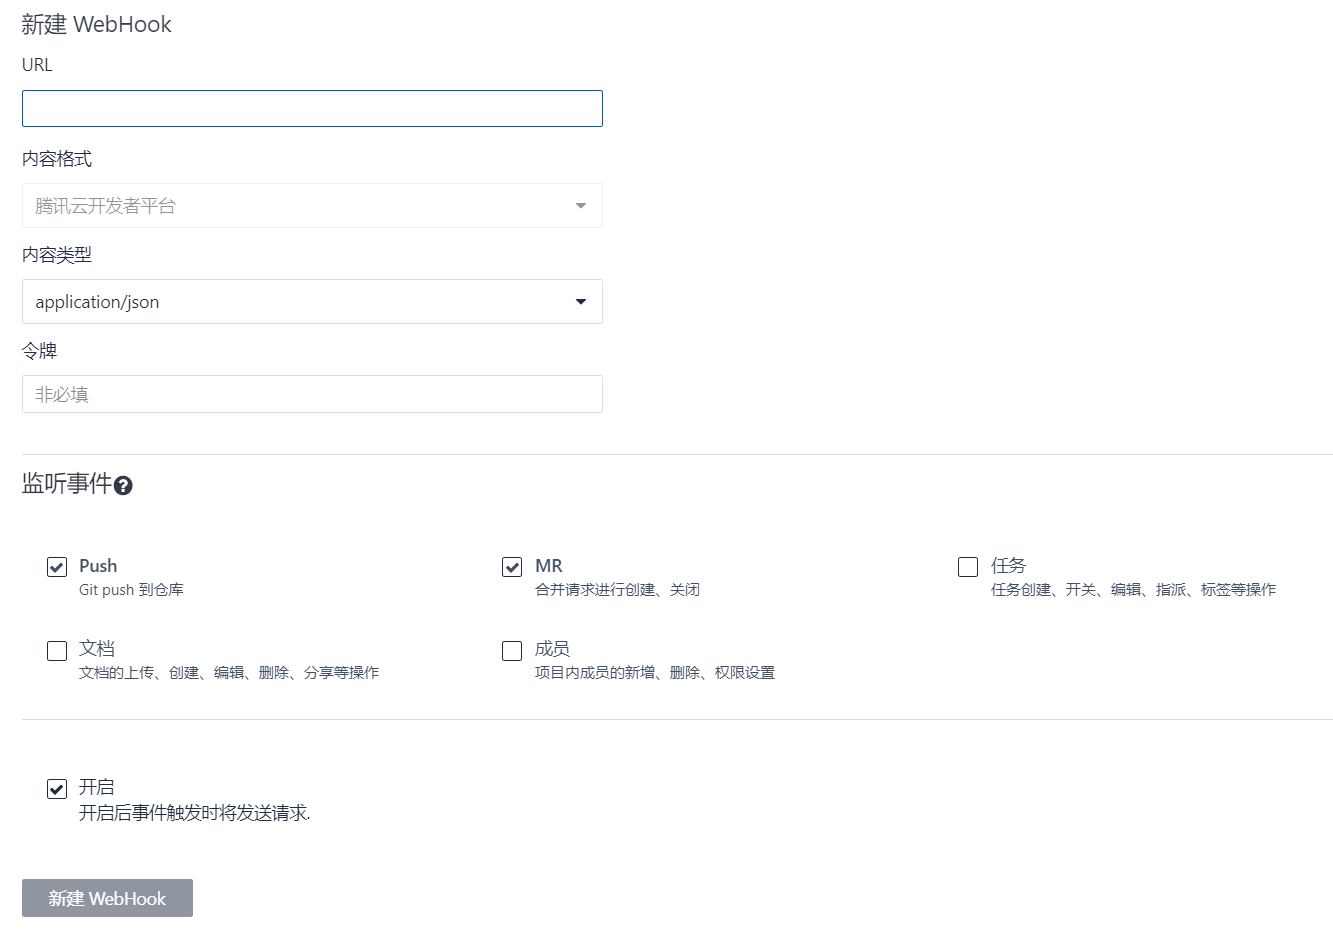 新建 WebHook
URL
内容格式
腾讯云开发者平台
内容类型
application/json
令牌
非必填
监听事件?
Push
Git push 到仓库
MR
合并请求进行创建、关闭
任务
任务创建、开关、编辑、指派、标签等操作
文档
文档的上传、创建、编辑、删除、分享等操作
成员
项目内成员的新增、删除、权限设置
开启
开启后事件触发时将发送请求.
新建 WebHook